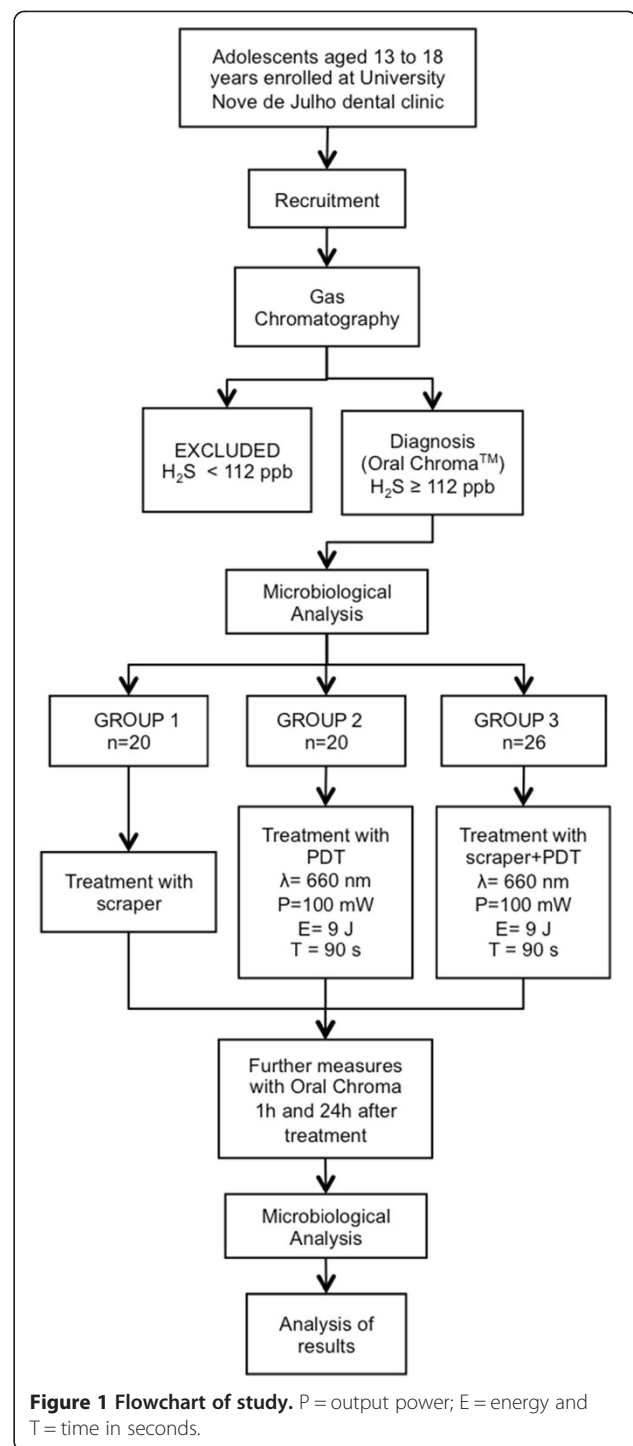 Adolescents aged 13 to 18
years enrolled at University
Nove de Julho dental clinic
Recruitment
Gas
Chromatography
EXCLUDED
H₂S < 112 ppb
Diagnosis
(Oral Chroma™)
H₂S ≥ 112 ppb
Microbiological
Analysis
GROUP 1
n=20
GROUP 2
n=20
GROUP 3
n=26
Treatment with
scraper
Treatment with
PDT
λ= 660 nm
P=100 mW
E= 9 J
T = 90 s
Treatment with
scraper+PDT
λ= 660 nm
P=100 mW
E= 9 J
T = 90 s
Further measures
with Oral Chroma
1h and 24h after
treatment
Microbiological
Analysis
Analysis of
results
Figure 1 Flowchart of study. P = output power; E = energy and
T = time in seconds.